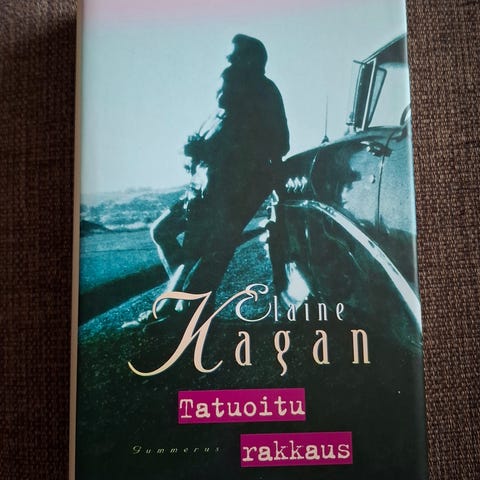 Elaine
Kagan
Tatuoitu
Gummerus rakkaus